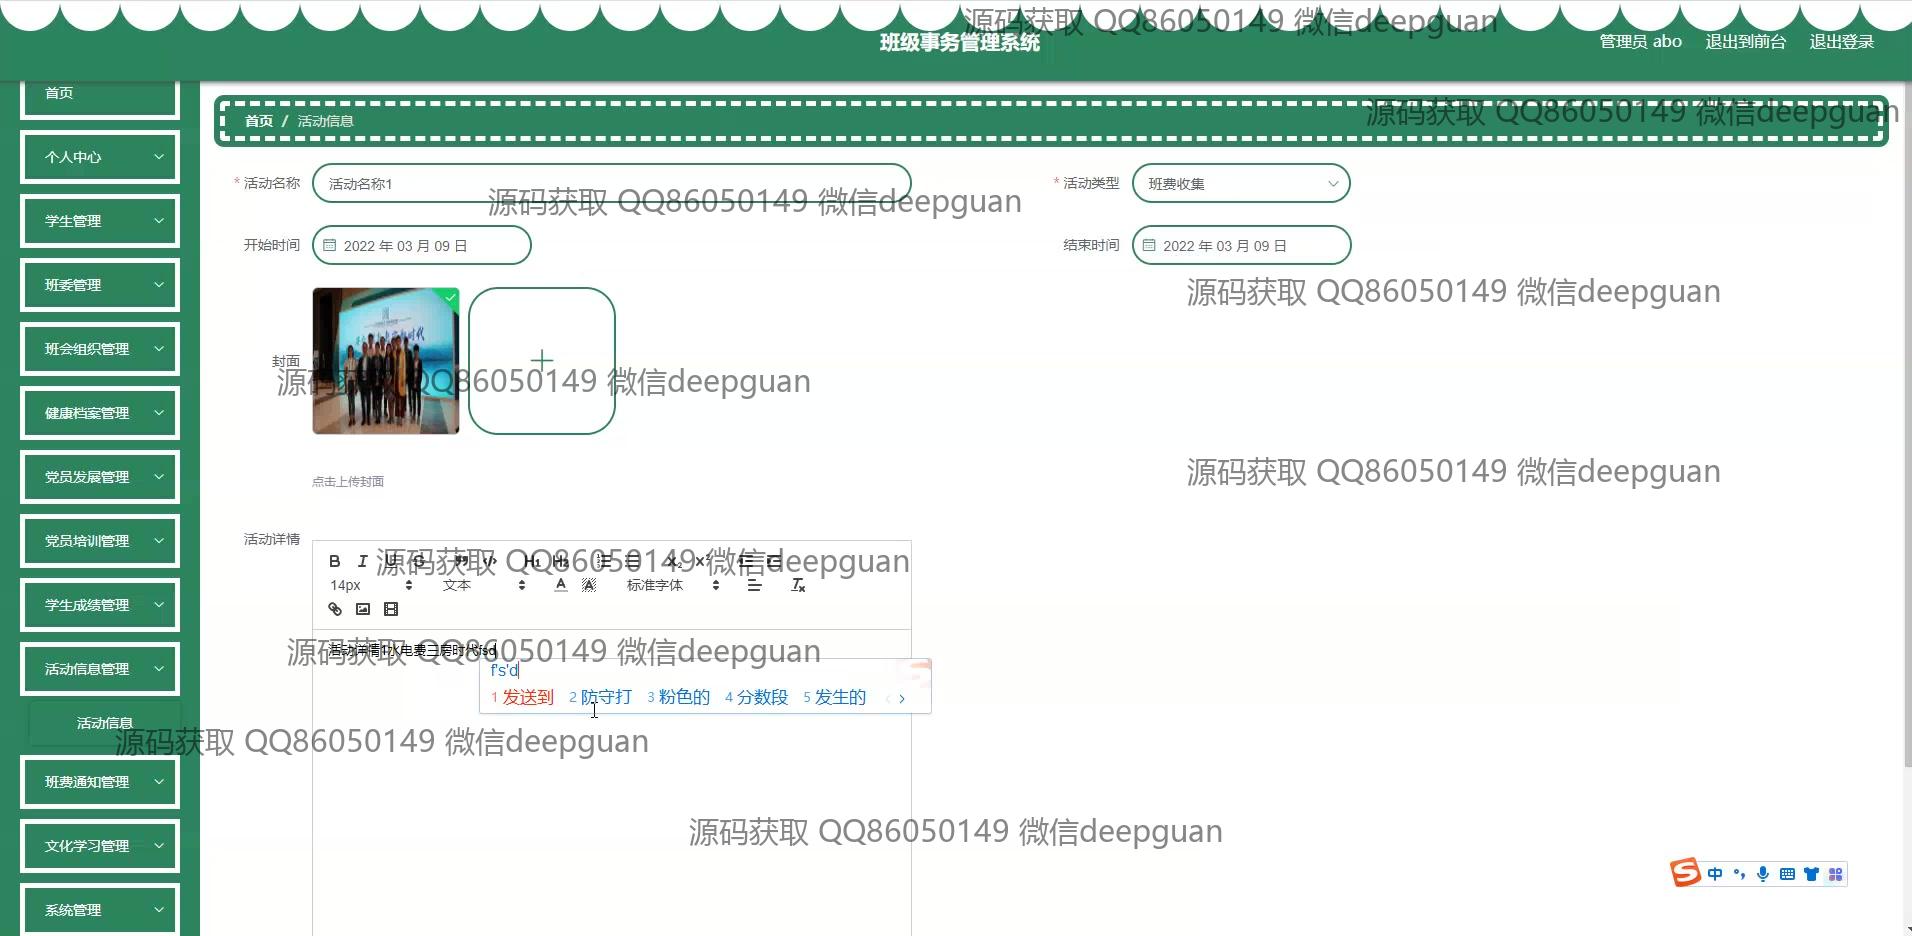 源码获取 QQ86050149 微信deepguan
班级事务管理系统
管理员 abo 退出到前台 退出登录
首页
个人中心
学生管理
班委管理
班会组织管理
健康档案管理
党员发展管理
党员培训管理
学生成绩管理
活动信息管理
活动信息
班费通知管理
文化学习管理
系统管理
首页 / 活动信息
源码获取 QQ86050149 微信deepguan
* 活动名称 活动名称1
* 活动类型 班费收集
源码获取 QQ86050149 微信deepguan
开始时间 2022 年 03 月 09 日
结束时间 2022 年 03 月 09 日
源码获取 QQ86050149 微信deepguan
封面
源码获取 QQ86050149 微信deepguan
点击上传封面
源码获取 QQ86050149 微信deepguan
活动详情
B I U S H1 H2 X₂ X²
源码获取 QQ86050149 微信deepguan
14px 文本 A A 标准字体
源码获取 QQ86050149 微信deepguan
f's'd
1 发送到 2 防守打 3 粉色的 4 分数段 5 发生的
源码获取 QQ86050149 微信deepguan
源码获取 QQ86050149 微信deepguan
S 中